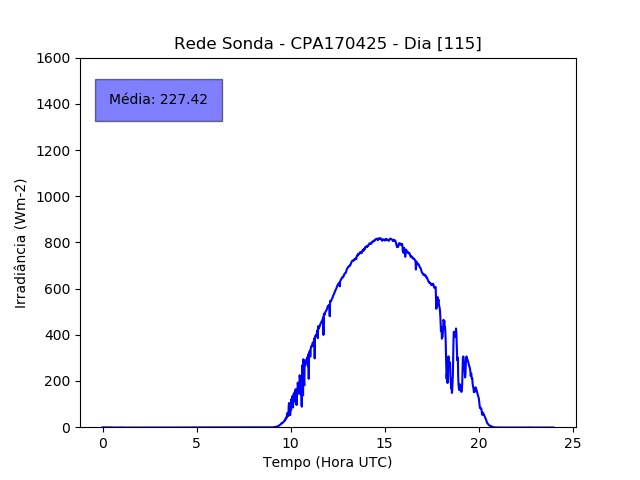 Rede Sonda - CPA170425 - Dia [115]
Média: 227.42
Irradiância (Wm-2)
1600
1400
1200
1000
800
600
400
200
0
0 5 10 15 20 25
Tempo (Hora UTC)